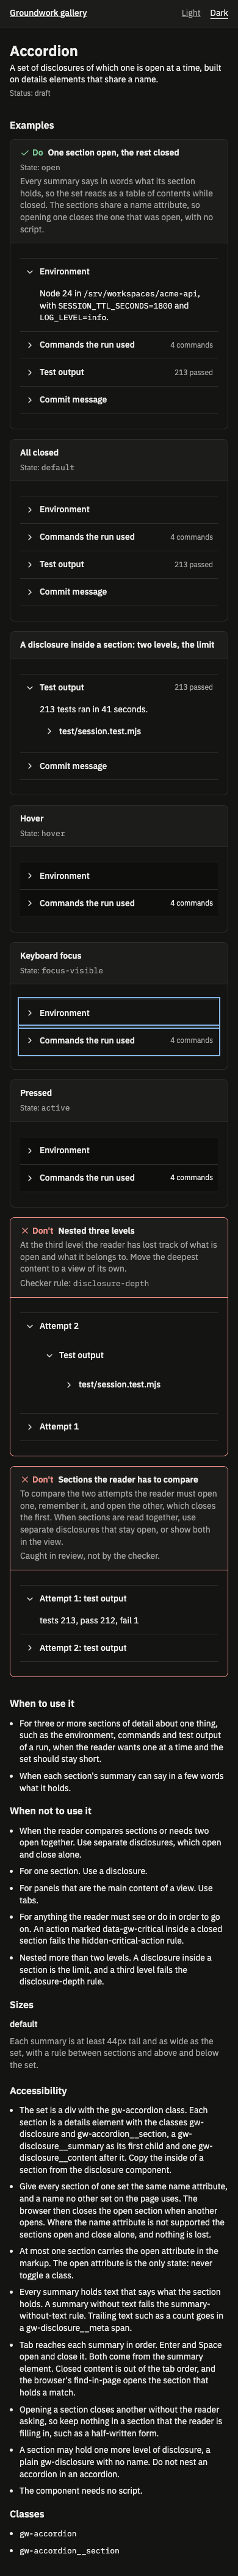 Groundwork gallery
Light
Dark
Accordion
A set of disclosures of which one is open at a time, built
on details elements that share a name.
Status: draft
Examples
Do One section open, the rest closed
State: open
Every summary says in words what its section
holds, so the set reads as a table of contents while
closed. The sections share a name attribute, so
opening one closes the one that was open, with no
script.
Environment
Node 24 in /srv/workspaces/acme-api,
with SESSION_TTL_SECONDS=1800 and
LOG_LEVEL=info.
Commands the run used
4 commands
Test output
213 passed
Commit message
All closed
State: default
Environment
Commands the run used
4 commands
Test output
213 passed
Commit message
A disclosure inside a section: two levels, the limit
Test output
213 passed
213 tests ran in 41 seconds.
test/session.test.mjs
Commit message
Hover
State: hover
Environment
Commands the run used
4 commands
Keyboard focus
State: focus-visible
Environment
Commands the run used
4 commands
Pressed
State: active
Environment
Commands the run used
4 commands
Don't Nested three levels
At the third level the reader has lost track of what is
open and what it belongs to. Move the deepest
content to a view of its own.
Checker rule: disclosure-depth
Attempt 2
Test output
test/session.test.mjs
Attempt 1
Don't Sections the reader has to compare
To compare the two attempts the reader must open
one, remember it, and open the other, which closes
the first. When sections are read together, use
separate disclosures that stay open, or show both
in the view.
Caught in review, not by the checker.
Attempt 1: test output
tests 213, pass 212, fail 1
Attempt 2: test output
When to use it
For three or more sections of detail about one thing,
such as the environment, commands and test output
of a run, when the reader wants one at a time and the
set should stay short.
When each section's summary can say in a few words
what it holds.
When not to use it
When the reader compares sections or needs two
open together. Use separate disclosures, which open
and close alone.
For one section. Use a disclosure.
For panels that are the main content of a view. Use
tabs.
For anything the reader must see or do in order to go
on. An action marked data-gw-critical inside a closed
section fails the hidden-critical-action rule.
Nested more than two levels. A disclosure inside a
section is the limit, and a third level fails the
disclosure-depth rule.
Sizes
default
Each summary is at least 44px tall and as wide as the
set, with a rule between sections and above and below
the set.
Accessibility
The set is a div with the gw-accordion class. Each
section is a details element with the classes gw-
disclosure and gw-accordion__section, a gw-
disclosure__summary as its first child and one gw-
disclosure__content after it. Copy the inside of a
section from the disclosure component.
Give every section of one set the same name attribute,
and a name no other set on the page uses. The
browser then closes the open section when another
opens. Where the name attribute is not supported the
sections open and close alone, and nothing is lost.
At most one section carries the open attribute in the
markup. The open attribute is the only state: never
toggle a class.
Every summary holds text that says what the section
holds. A summary without text fails the summary-
without-text rule. Trailing text such as a count goes in
a gw-disclosure__meta span.
Tab reaches each summary in order. Enter and Space
open and close it. Both come from the summary
element. Closed content is out of the tab order, and
the browser's find-in-page opens the section that
holds a match.
Opening a section closes another without the reader
asking, so keep nothing in a section that the reader is
filling in, such as a half-written form.
A section may hold one more level of disclosure, a
plain gw-disclosure with no name. Do not nest an
accordion in an accordion.
The component needs no script.
Classes
gw-accordion
gw-accordion__section